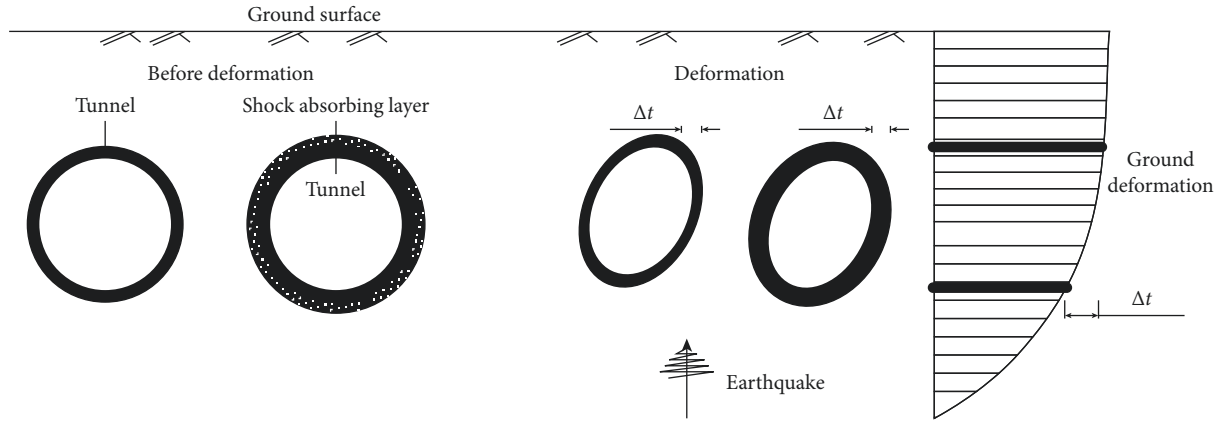 Ground surface
Before deformation
Deformation
Tunnel
Shock absorbing layer
Δt
Δt
Tunnel
Ground
deformation
Δt
Earthquake